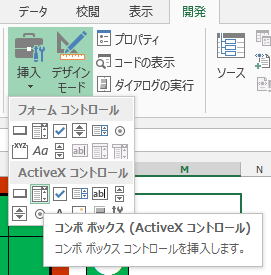 データ 校閲 表示 開発
挿入
デザイン
モード
プロパティ
コードの表示
ダイアログの実行
ソース
フォーム コントロール
XYZ Aa ab|
ActiveX コントロール
ab|
A
コンボ ボックス (ActiveX コントロール)
コンボ ボックス コントロールを挿入します。
M N